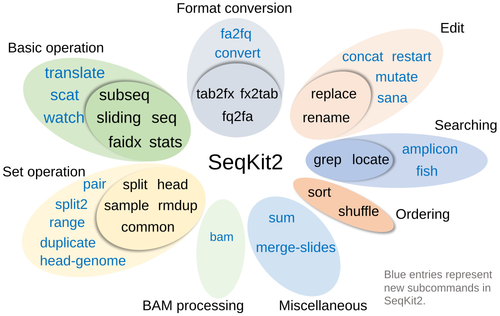 Format conversion
fa2fq
convert
tab2fx fx2tab
fq2fa
Edit
concat restart
mutate
sana
replace
rename
Basic operation
translate
scat
watch
subseq
sliding seq
faidx stats
SeqKit2
Searching
amplicon
fish
grep locate
Set operation
pair
split2
range
duplicate
head-genome
split head
sample rmdup
common
sort
shuffle
Ordering
bam
BAM processing
sum
merge-slides
Miscellaneous
Blue entries represent
new subcommands in
SeqKit2.